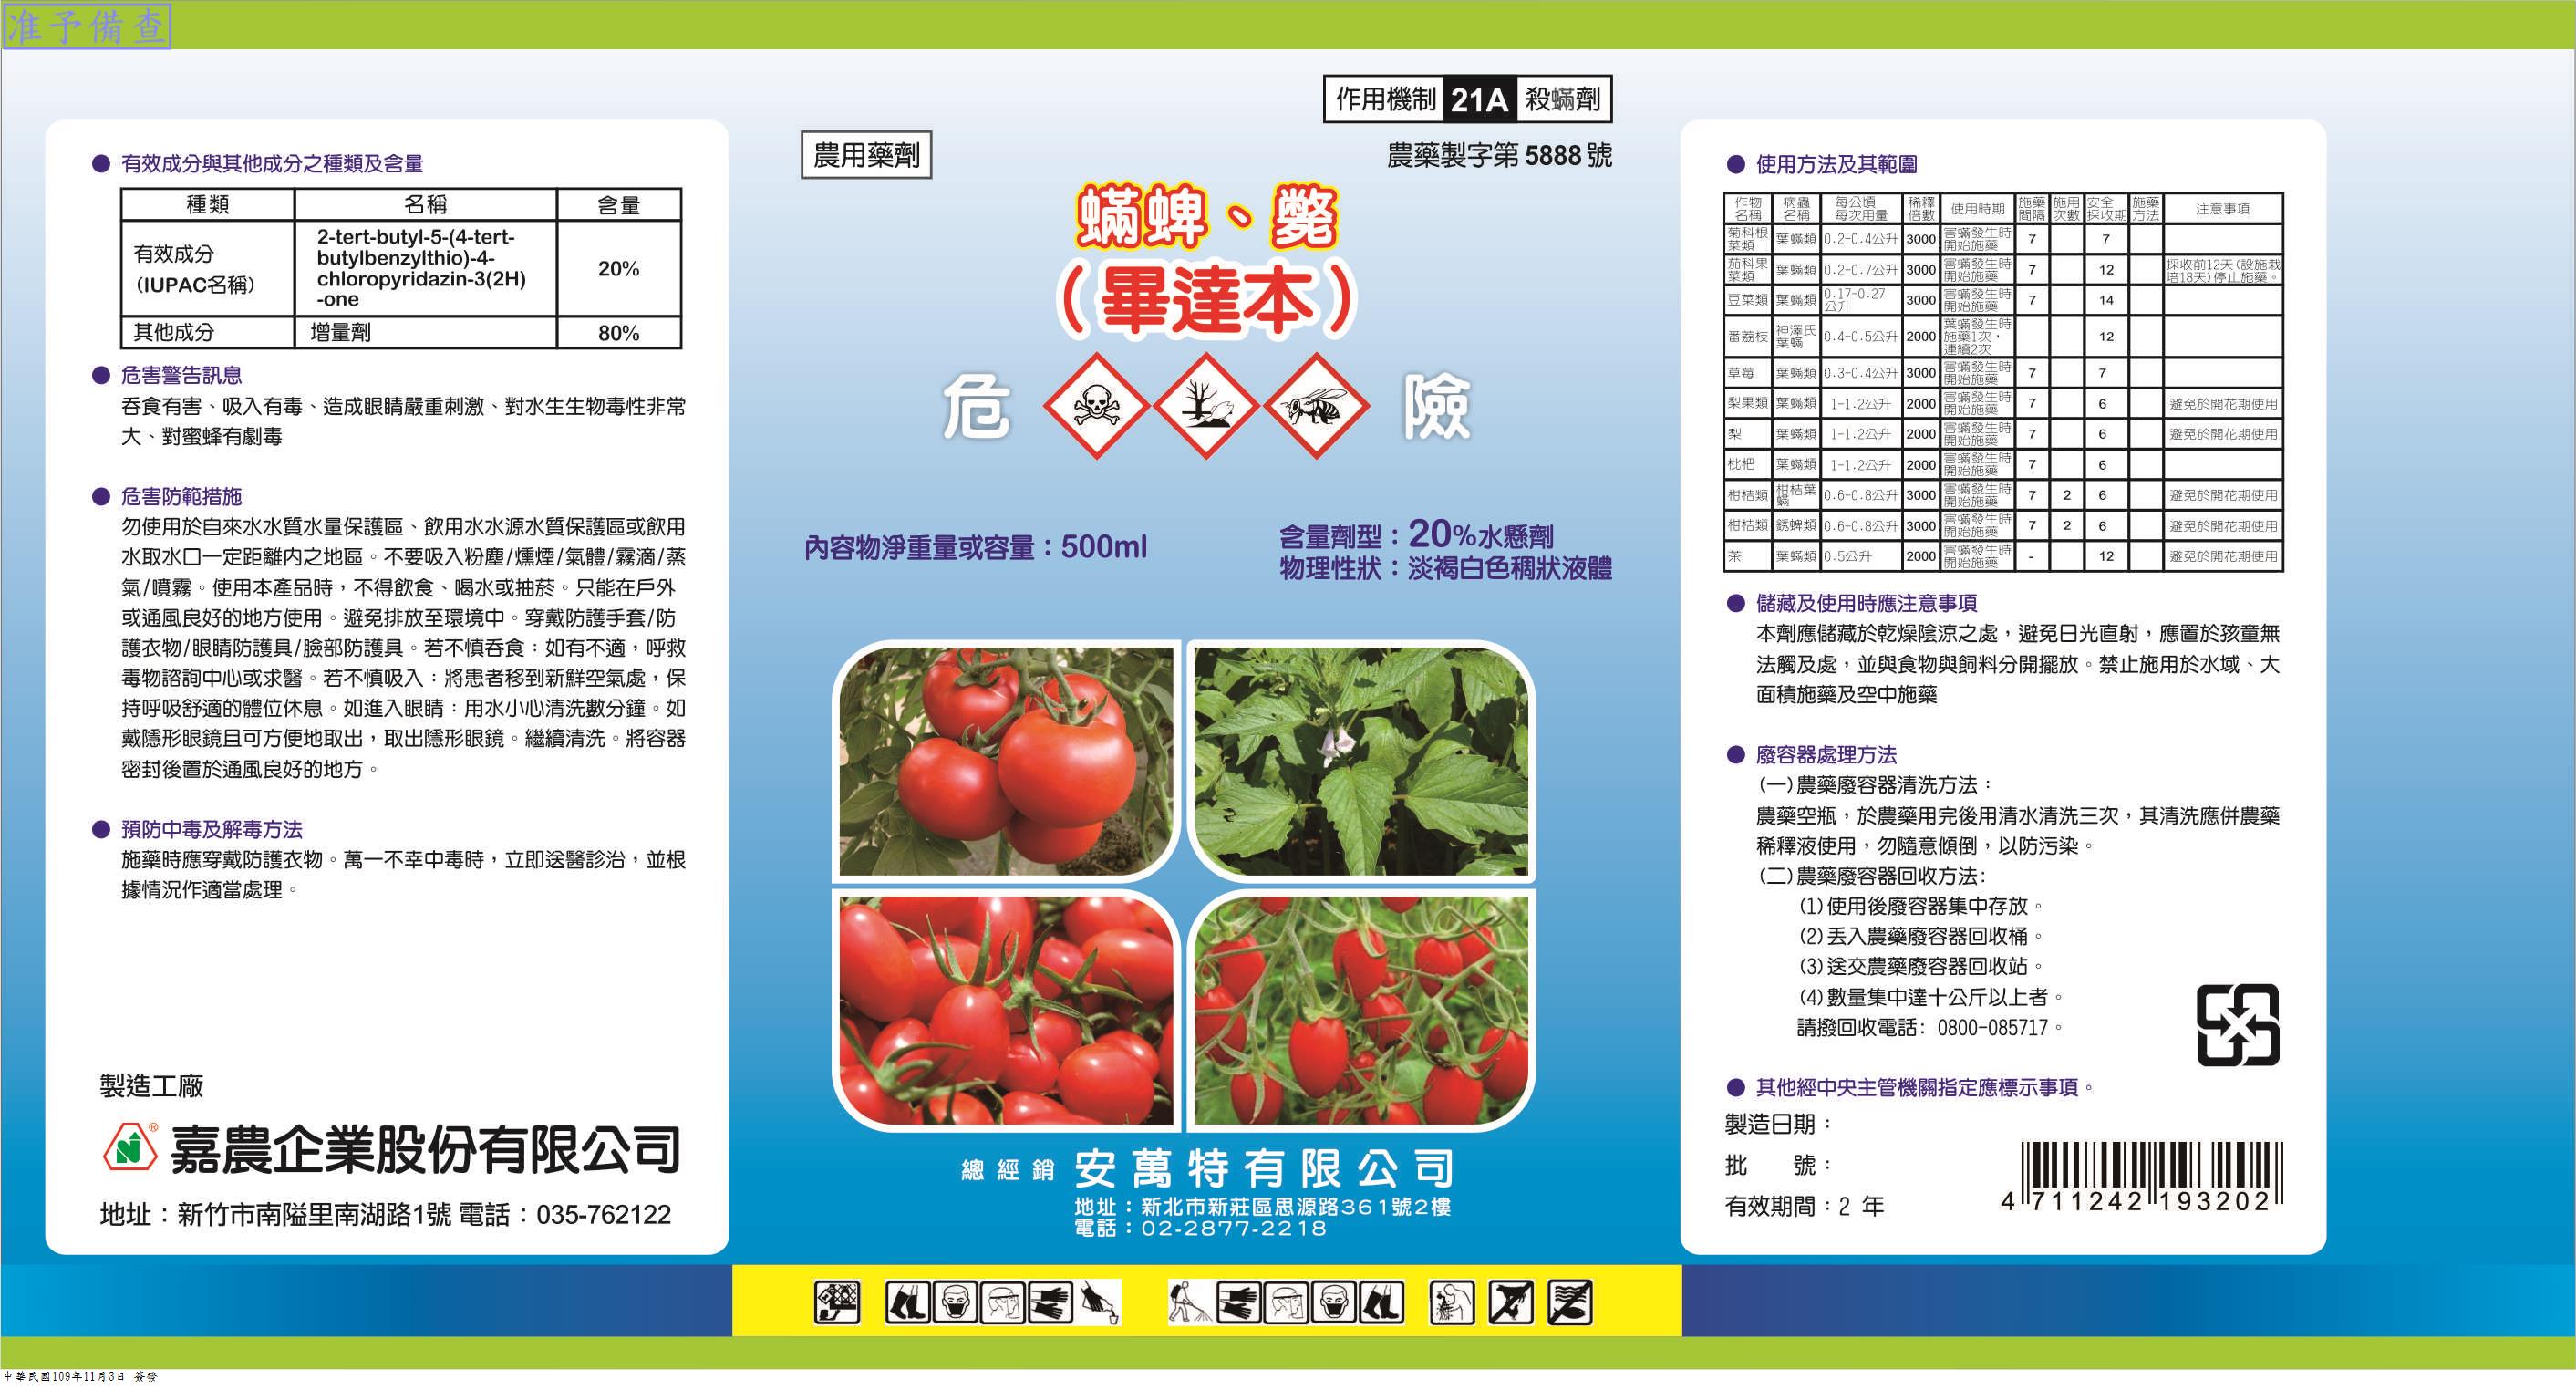 准予備查
● 有效成分與其他成分之種類及含量
種類 名稱 含量
有效成分
(IUPAC名稱)
2-tert-butyl-5-(4-tert-
butylbenzylthio)-4-
chloropyridazin-3(2H)
-one
20%
其他成分 增量劑 80%
● 危害警告訊息
吞食有害、吸入有毒、造成眼睛嚴重刺激、對水生生物毒性非常
大、對蜜蜂有劇毒
● 危害防範措施
勿使用於自來水水質水量保護區、飲用水水源水質保護區或飲用
水取水口一定距離內之地區。不要吸入粉塵/燻煙/氣體/霧滴/蒸
氣/噴霧。使用本產品時，不得飲食、喝水或抽菸。只能在戶外
或通風良好的地方使用。避免排放至環境中。穿戴防護手套/防
護衣物/眼睛防護具/臉部防護具。若不慎吞食：如有不適，呼救
毒物諮詢中心或求醫。若不慎吸入：將患者移到新鮮空氣處，保
持呼吸舒適的體位休息。如進入眼睛：用水小心清洗數分鐘。如
戴隱形眼鏡且可方便地取出，取出隱形眼鏡。繼續清洗。將容器
密封後置於通風良好的地方。
● 預防中毒及解毒方法
施藥時應穿戴防護衣物。萬一不幸中毒時，立即送醫診治，並根
據情況作適當處理。
製造工廠
® 嘉農企業股份有限公司
地址：新竹市南隘里南湖路1號 電話：035-762122
作用機制 21A 殺蟎劑
農用藥劑
農藥製字第 5888 號
蟎蜱、斃
（畢達本）
危 險
內容物淨重量或容量：500ml
含量劑型：20%水懸劑
物理性狀：淡褐白色稠狀液體
總經銷 安萬特有限公司
地址：新北市新莊區思源路361號2樓
電話：02-2877-2218
● 使用方法及其範圍
作物名稱 病蟲名稱 每公頃每次用量 稀釋倍數 使用時期 施藥間隔 施用次數 安全採收期 施藥方法 注意事項
菊科根菜類 葉蟎類 0.2-0.4公升 3000 害蟎發生時開始施藥 7 7
茄科果菜類 葉蟎類 0.2-0.7公升 3000 害蟎發生時開始施藥 7 12 採收前12天(設施栽培18天)停止施藥。
豆菜類 葉蟎類 0.17-0.27公升 3000 害蟎發生時開始施藥 7 14
番荔枝 神澤氏葉蟎 0.4-0.5公升 2000 葉蟎發生時施藥1次，連續2次 12
草莓 葉蟎類 0.3-0.4公升 3000 害蟎發生時開始施藥 7 7
梨果類 葉蟎類 1-1.2公升 2000 害蟎發生時開始施藥 7 6 避免於開花期使用
梨 葉蟎類 1-1.2公升 2000 害蟎發生時開始施藥 7 6 避免於開花期使用
枇杷 葉蟎類 1-1.2公升 2000 害蟎發生時開始施藥 7 6
柑桔類 柑桔葉蟎 0.6-0.8公升 3000 害蟎發生時開始施藥 7 2 6 避免於開花期使用
柑桔類 銹蜱類 0.6-0.8公升 3000 害蟎發生時開始施藥 7 2 6 避免於開花期使用
茶 葉蟎類 0.5公升 2000 害蟎發生時開始施藥 - 12 避免於開花期使用
● 儲藏及使用時應注意事項
本劑應儲藏於乾燥陰涼之處，避免日光直射，應置於孩童無
法觸及處，並與食物與飼料分開擺放。禁止施用於水域、大
面積施藥及空中施藥
● 廢容器處理方法
(一)農藥廢容器清洗方法：
農藥空瓶，於農藥用完後用清水清洗三次，其清洗應併農藥
稀釋液使用，勿隨意傾倒，以防污染。
(二)農藥廢容器回收方法:
(1)使用後廢容器集中存放。
(2)丟入農藥廢容器回收桶。
(3)送交農藥廢容器回收站。
(4)數量集中達十公斤以上者。
請撥回收電話: 0800-085717。
● 其他經中央主管機關指定應標示事項。
製造日期：
批 號：
有效期間：2 年
4 711242 193202
中華民國109年11月3日 簽發